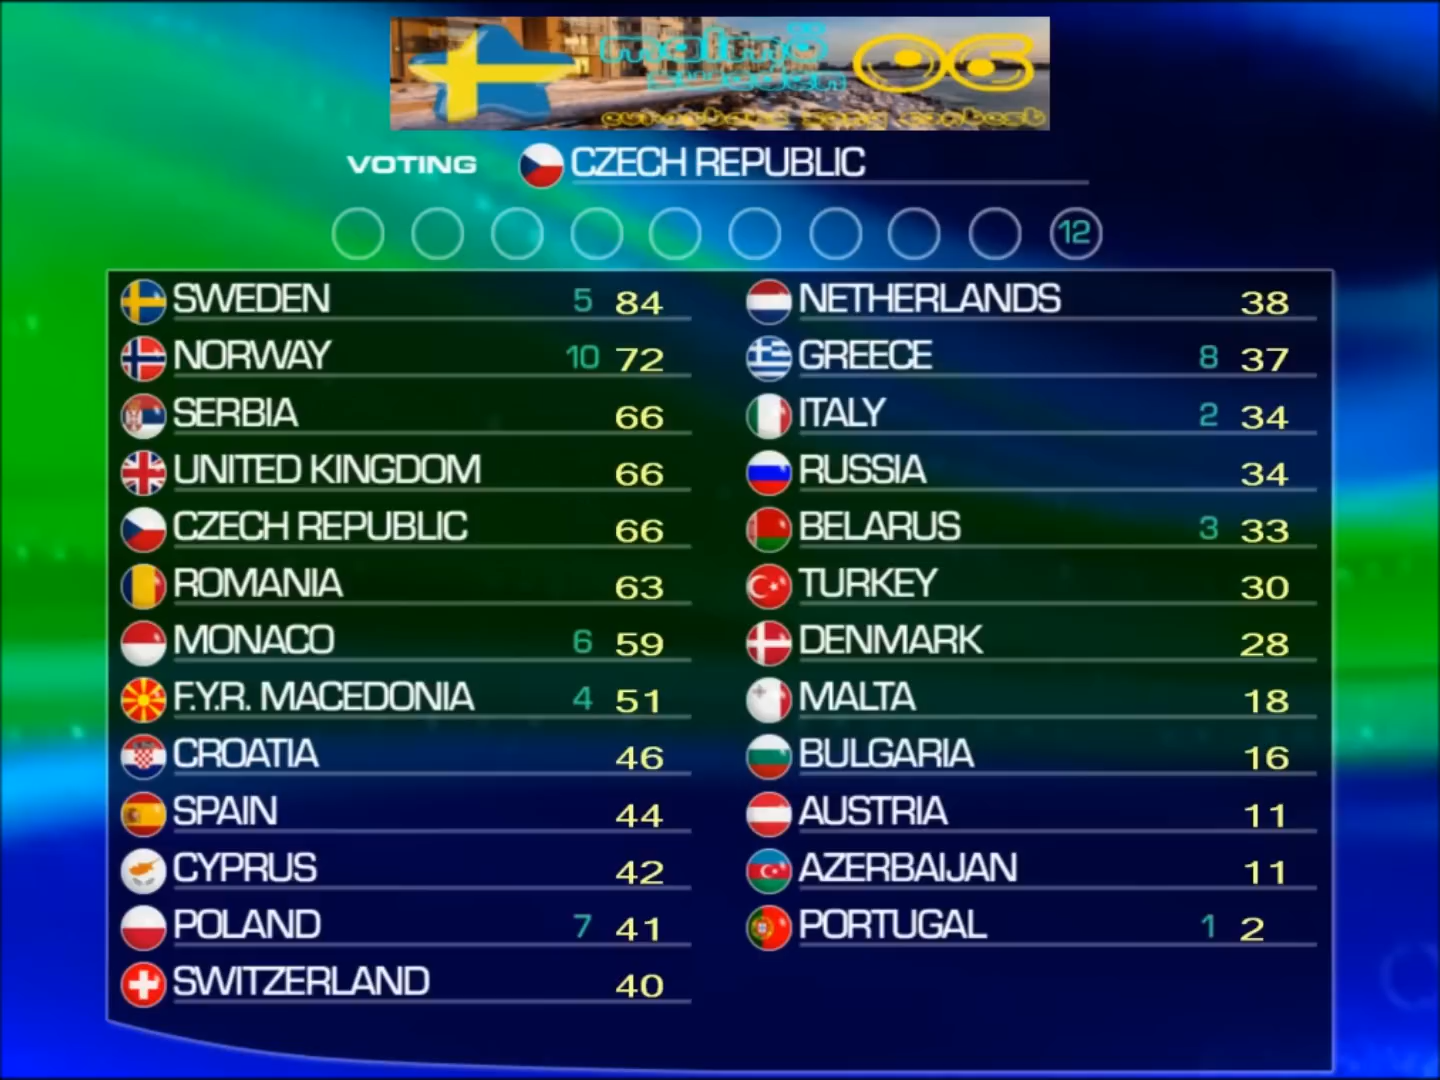 malmö
06
VOTING CZECH REPUBLIC
12
SWEDEN 5 84
NORWAY 10 72
SERBIA 66
UNITED KINGDOM 66
CZECH REPUBLIC 66
ROMANIA 63
MONACO 6 59
F.Y.R. MACEDONIA 4 51
CROATIA 46
SPAIN 44
CYPRUS 42
POLAND 7 41
SWITZERLAND 40
NETHERLANDS 38
GREECE 8 37
ITALY 2 34
RUSSIA 34
BELARUS 3 33
TURKEY 30
DENMARK 28
MALTA 18
BULGARIA 16
AUSTRIA 11
AZERBAIJAN 11
PORTUGAL 1 2